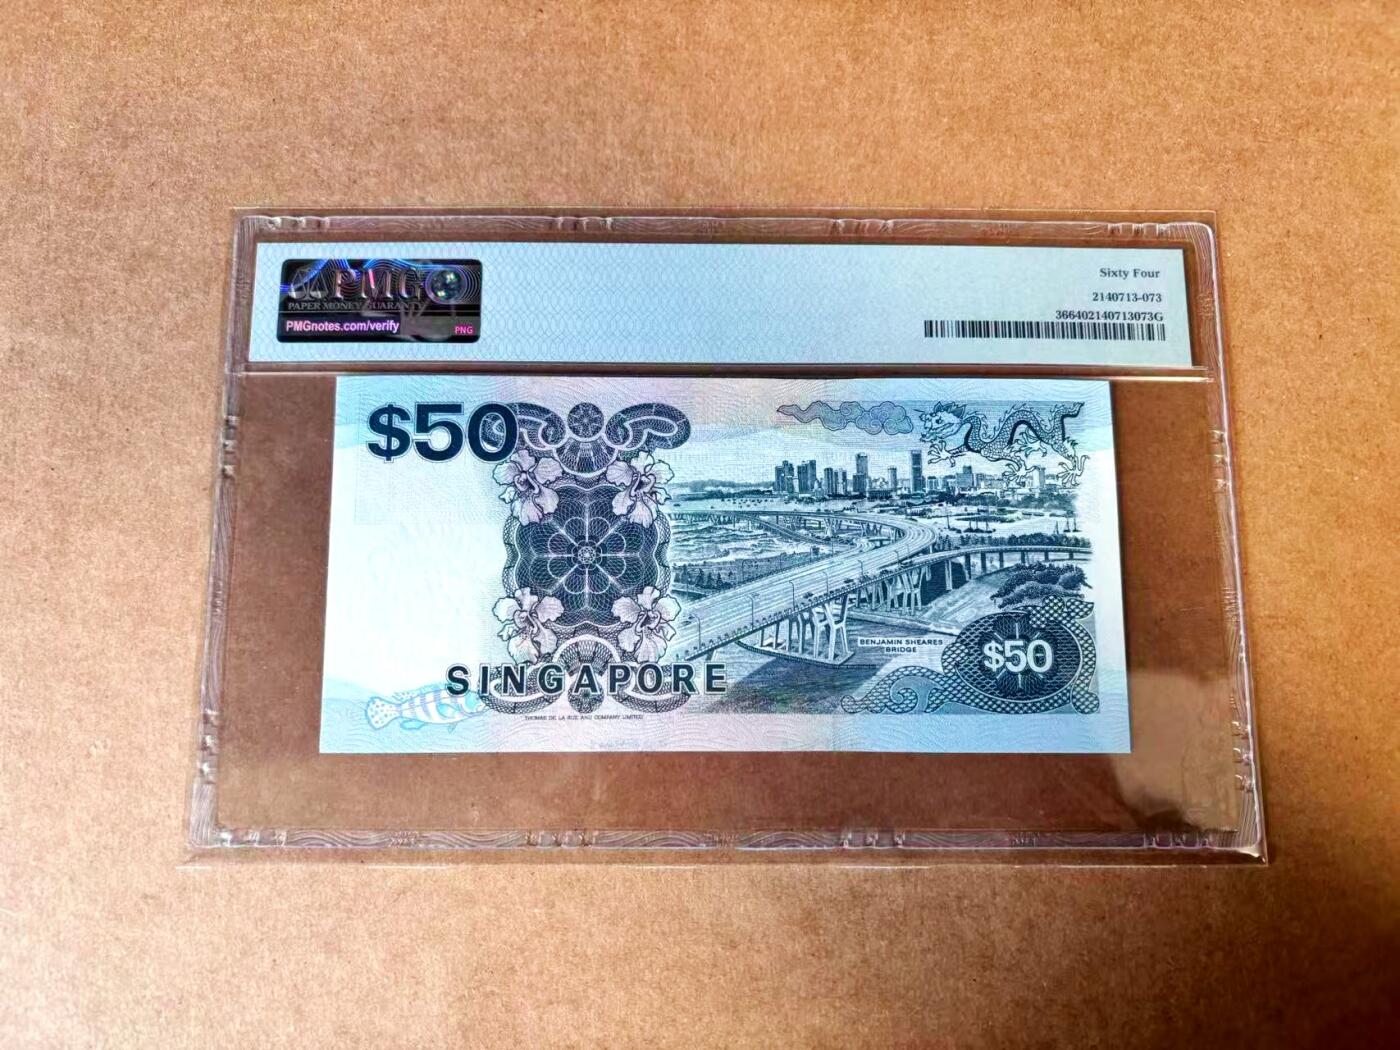 PMG
PAPER MONEY GUARANTY
PMGnotes.com/verify
PNG
Sixty Four
2140713-073
366402140713073G
$50
BENJAMIN SHEARES
BRIDGE
$50
SINGAPORE
THOMAS DE LA RUE AND COMPANY LIMITED